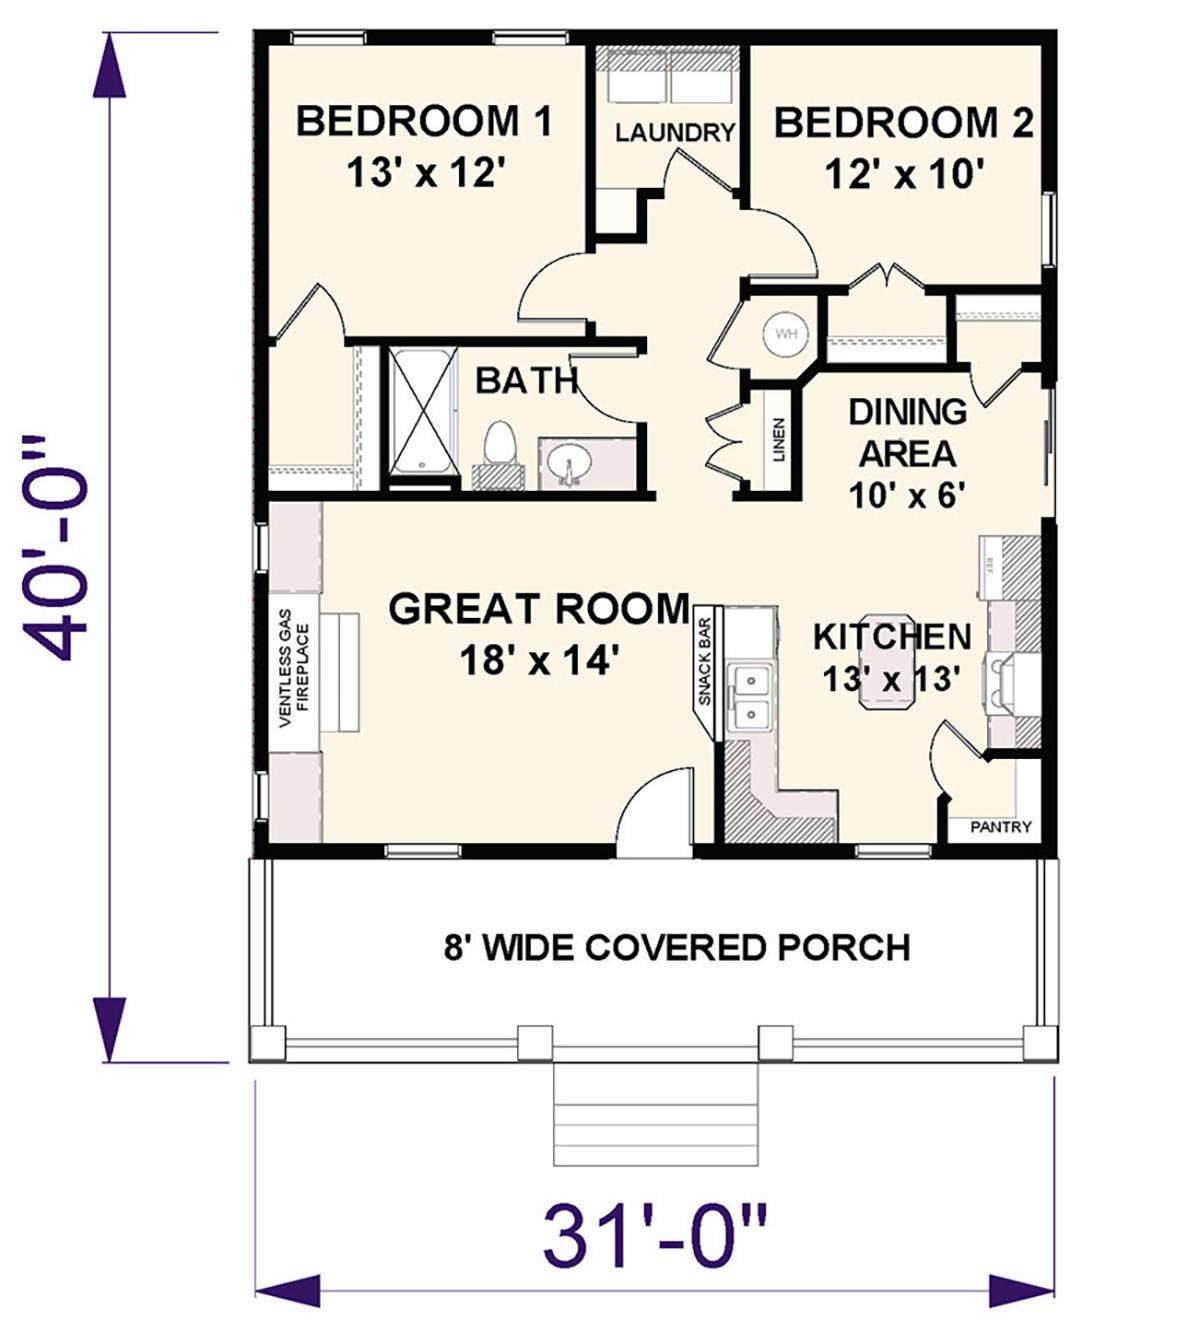 BEDROOM 1
13' x 12'
LAUNDRY
BEDROOM 2
12' x 10'
WH
BATH
LINEN
DINING
AREA
10' x 6'
40'-0"
GREAT ROOM
18' x 14'
VENTLESS GAS
FIREPLACE
SNACK BAR
REF
KITCHEN
13' x 13'
PANTRY
8' WIDE COVERED PORCH
31'-0"